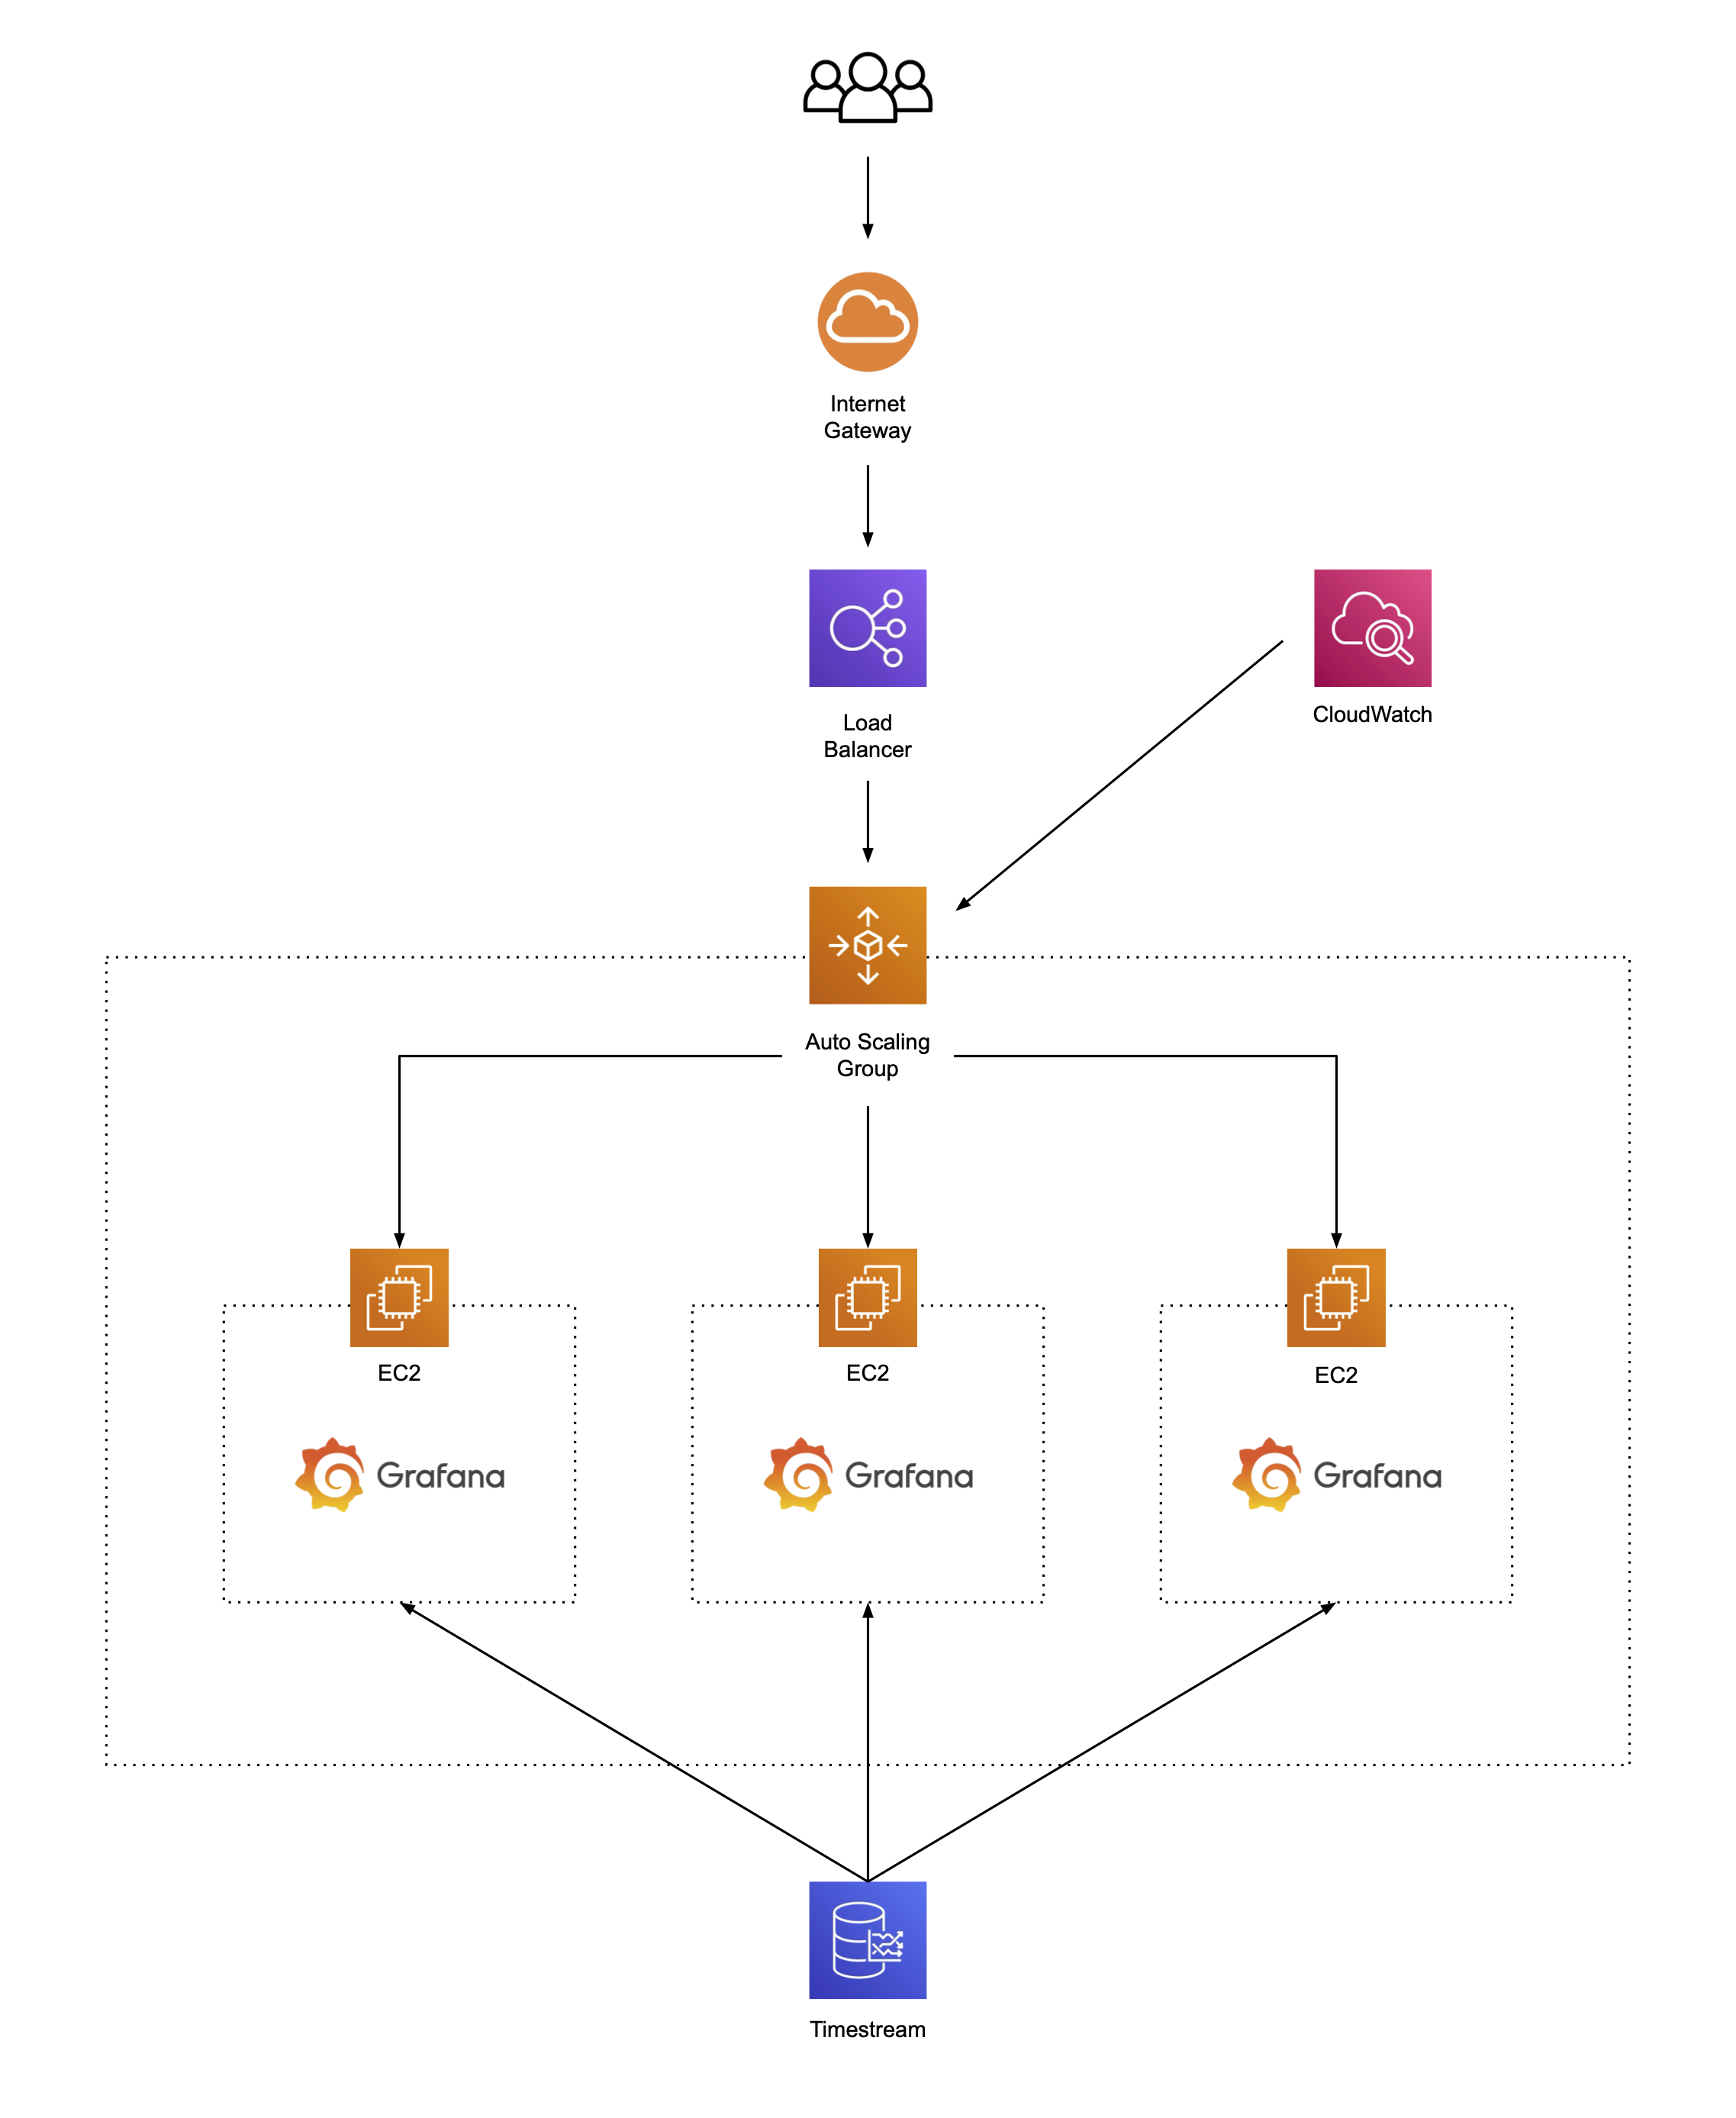 Internet
Gateway
Load
Balancer
CloudWatch
Auto Scaling
Group
EC2
EC2
EC2
Grafana
Grafana
Grafana
Timestream